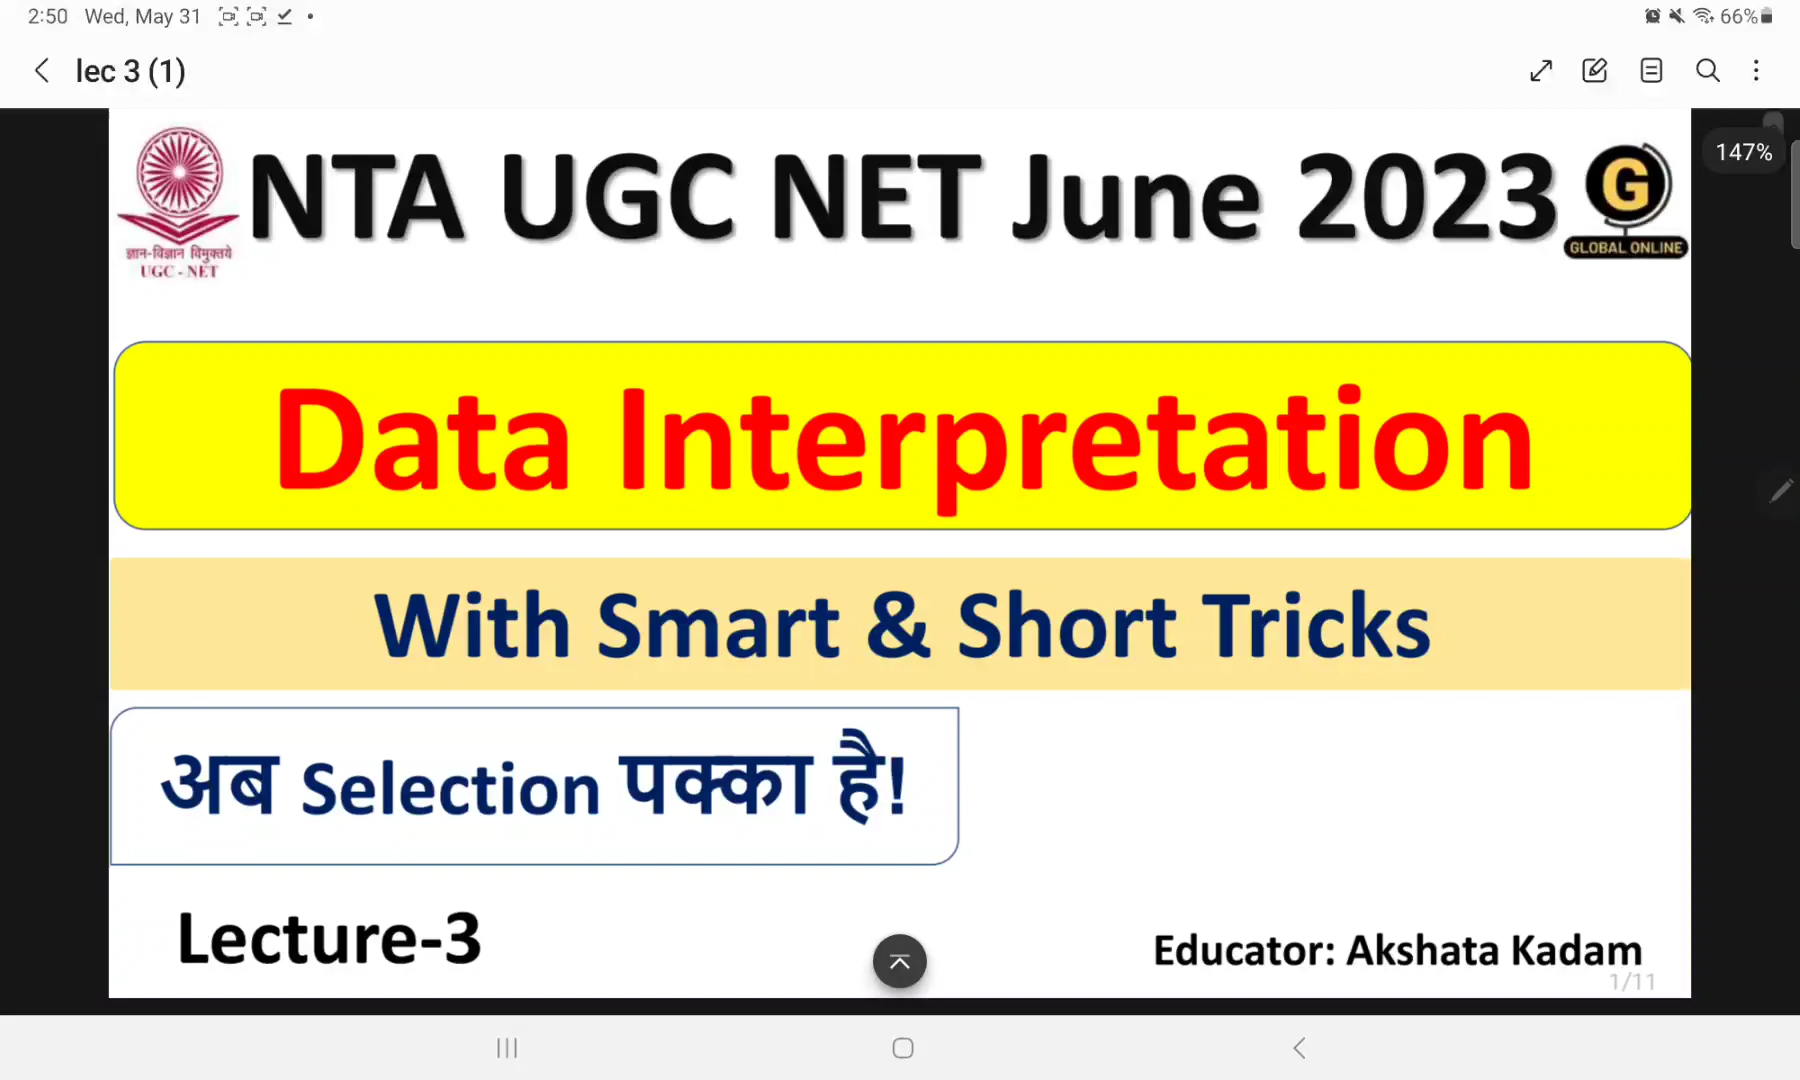 2:50 Wed, May 31
66%
lec 3 (1)
147%
NTA UGC NET June 2023
ज्ञान-विज्ञान विमुक्तये
UGC - NET
G
GLOBAL ONLINE
Data Interpretation
With Smart & Short Tricks
अब Selection पक्का है!
Lecture-3
Educator: Akshata Kadam
1/11